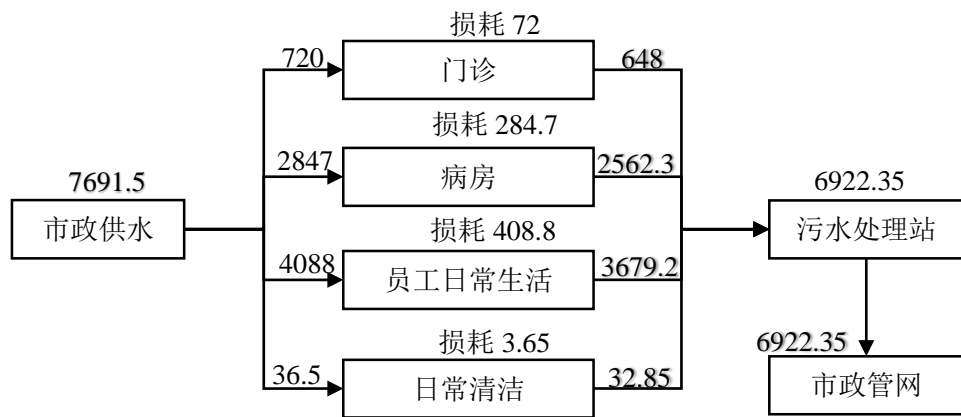 损耗 72
720
门诊
648
损耗 284.7
2847
病房
2562.3
7691.5
市政供水
6922.35
污水处理站
损耗 408.8
4088
员工日常生活
3679.2
损耗 3.65
36.5
日常清洁
32.85
6922.35
市政管网